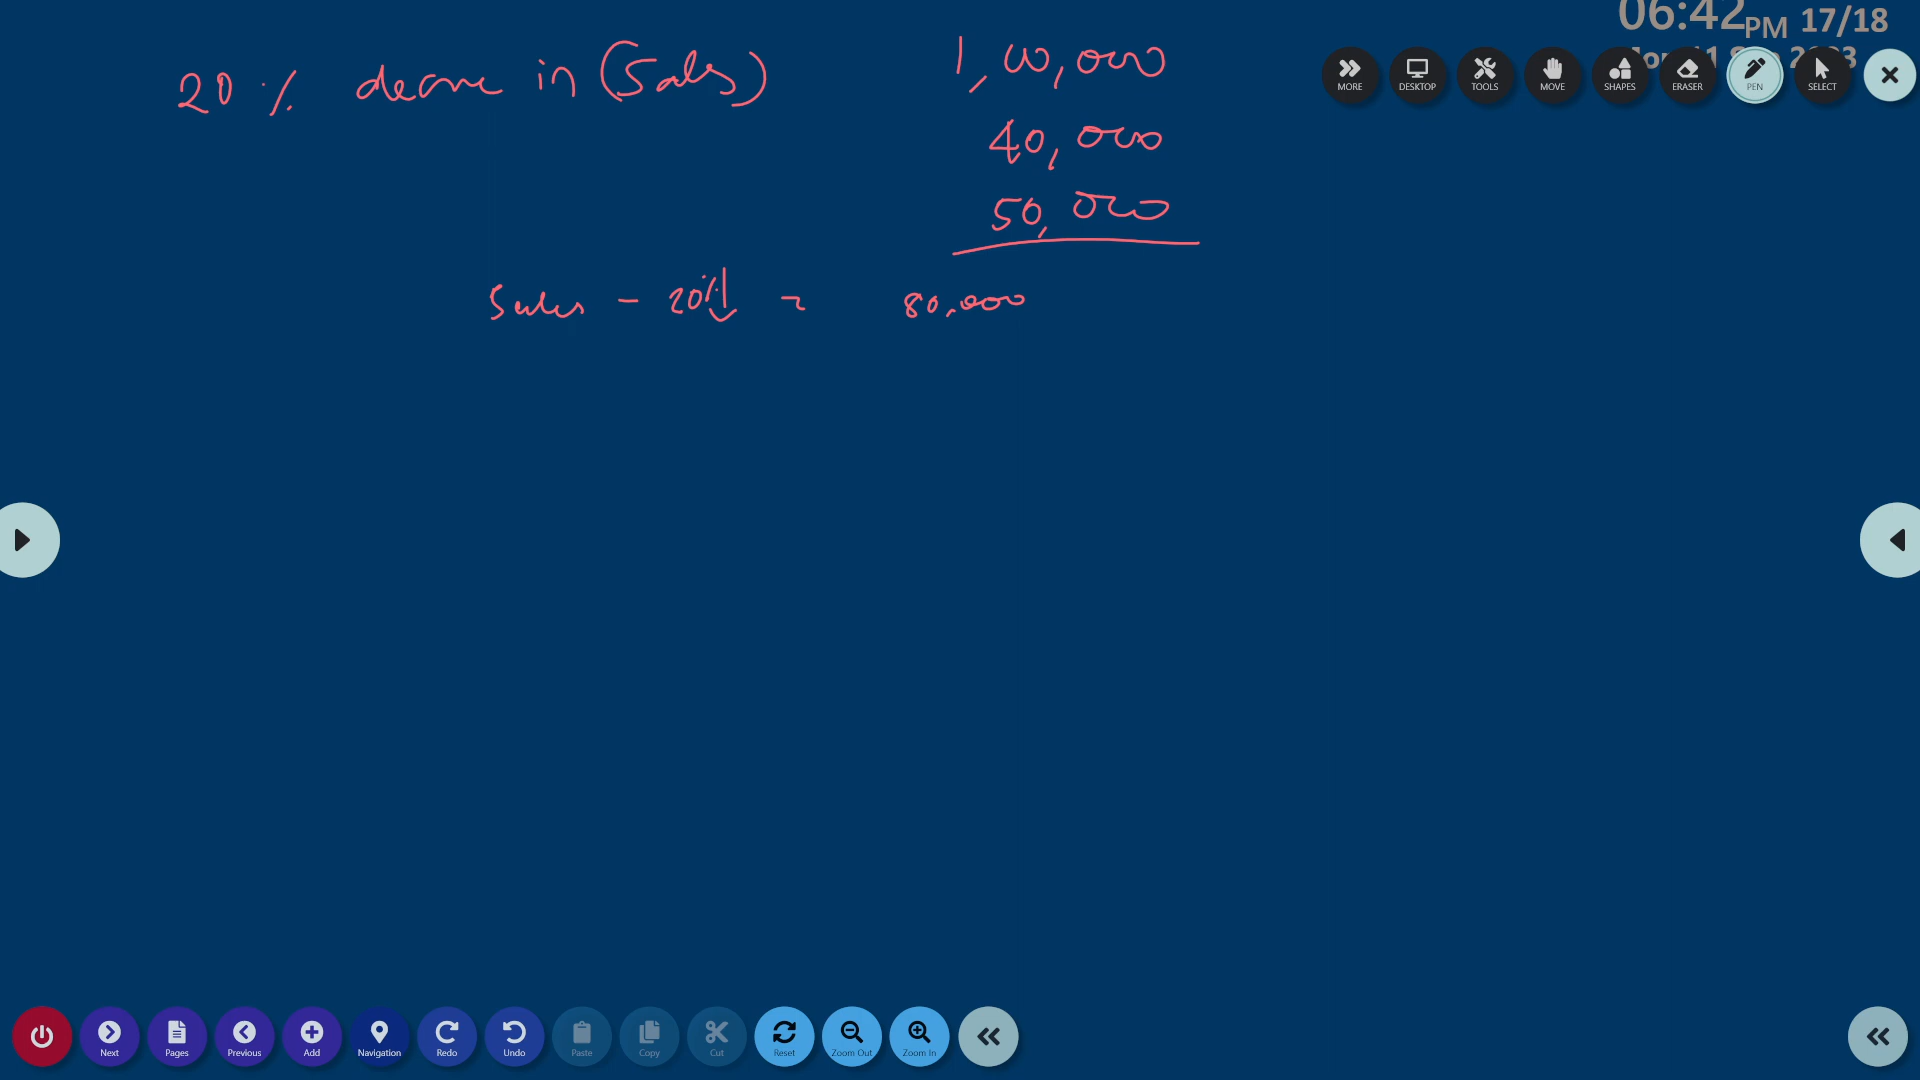 06:42 PM 17/18
20 % decrease in (Sales)
1,00,000
40,000
50,000
Sales - 20%↓ = 80,000
MORE
DESKTOP
TOOLS
MOVE
SHAPES
ERASER
PEN
SELECT
Next
Pages
Previous
Add
Navigation
Redo
Undo
Paste
Copy
Cut
Reset
Zoom Out
Zoom In